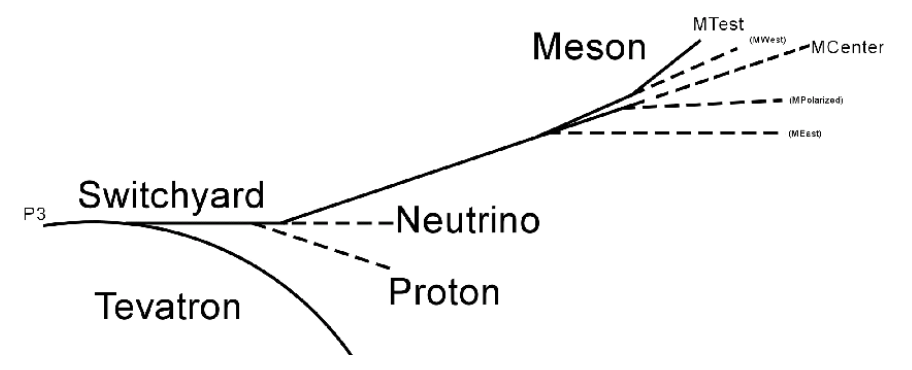 MTest
(MWest)
Meson
MCenter
(MPolarized)
(MEast)
Switchyard
P3
Neutrino
Proton
Tevatron